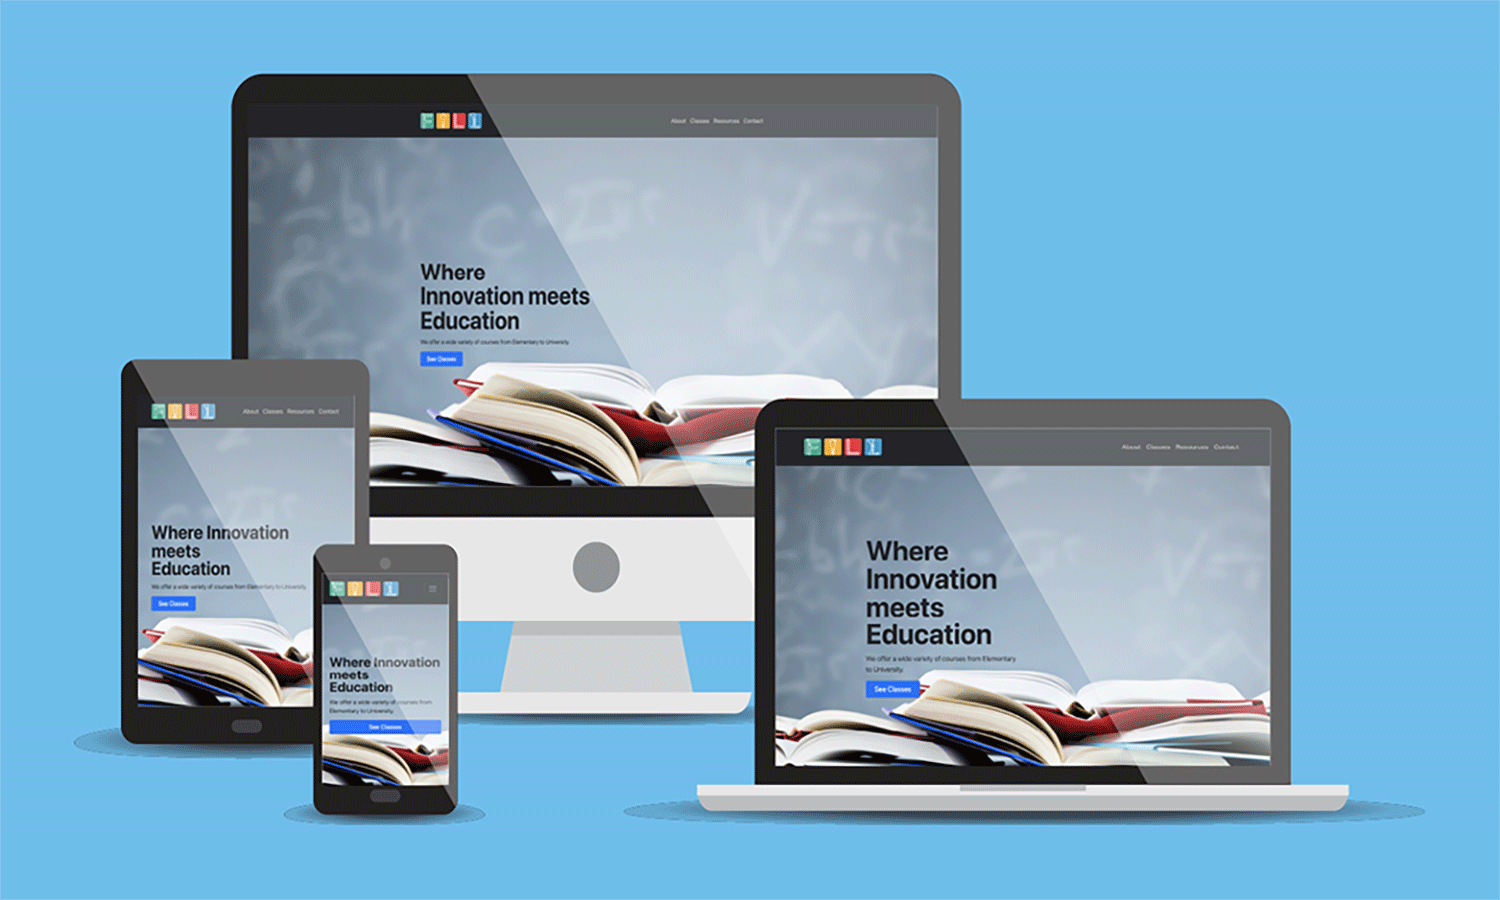 About Classes Resources Contact
Where
Innovation meets
Education
We offer a wide variety of courses from Elementary to University.
See Classes
About Classes Resources Contact
Where Innovation
meets
Education
We offer a wide variety of courses from Elementary to University.
See Classes
Where Innovation
meets
Education
We offer a wide variety of courses from
Elementary to University.
See Classes
About Classes Resources Contact
Where
Innovation
meets
Education
We offer a wide variety of courses from Elementary
to University.
See Classes